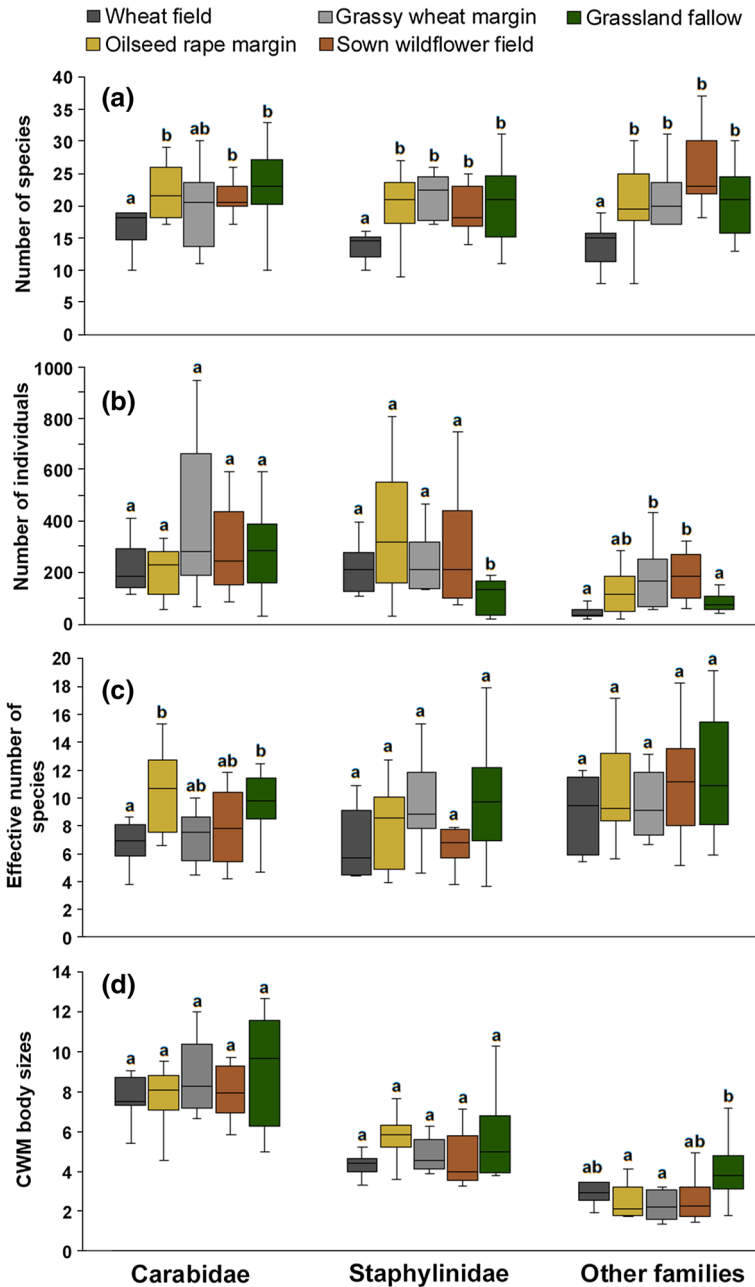 Wheat field Grassy wheat margin Grassland fallow
Oilseed rape margin Sown wildflower field
(a)
Number of species
40
35
30
25
20
15
10
5
0
a b ab b b
a b b b b
a b b b b
(b)
Number of individuals
1000
800
600
400
200
0
a a a a a
a a a a b
a ab b b a
(c)
Effective number of
species
20
18
16
14
12
10
8
6
4
2
0
a b ab ab b
a a a a a
a a a a a
(d)
CWM body sizes
14
12
10
8
6
4
2
0
a a a a a
a a a a a
ab a a ab b
Carabidae Staphylinidae Other families